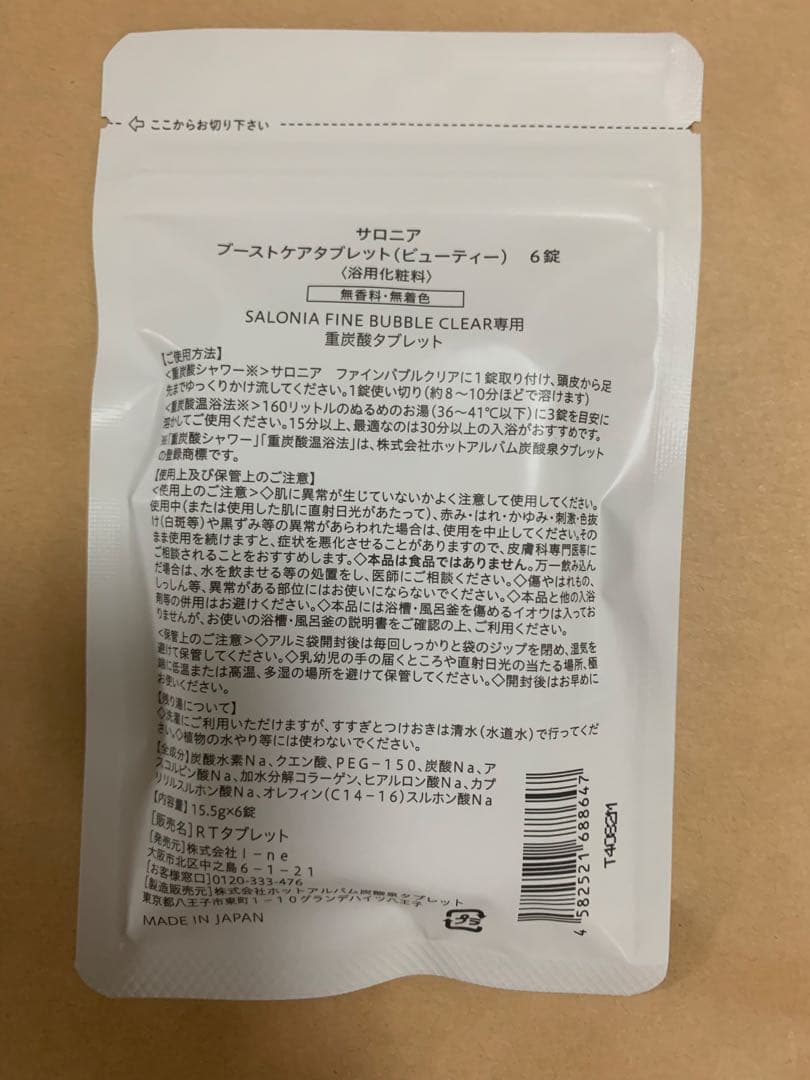 ここからお切り下さい
サロニア
ブーストケアタブレット(ビューティー) 6錠
〈浴用化粧料〉
無香料・無着色
SALONIA FINE BUBBLE CLEAR専用
重炭酸タブレット
【ご使用方法】
<重炭酸シャワー※>サロニア ファインバブルクリアに1錠取り付け、頭皮から足
先までゆっくりかけ流してください。1錠使い切り(約8〜10分ほどで溶けます)
<重炭酸温浴法※>160リットルのぬるめのお湯(36〜41℃以下)に3錠を目安に
溶かしてご使用ください。15分以上、最適なのは30分以上の入浴がおすすめです。
※「重炭酸シャワー」「重炭酸温浴法」は、株式会社ホットアルバム炭酸泉タブレット
の登録商標です。
【使用上及び保管上のご注意】
<使用上のご注意>◇肌に異常が生じていないかよく注意して使用してください。
使用中(または使用した肌に直射日光があたって)、赤み・はれ・かゆみ・刺激・色抜
け(白斑等)や黒ずみ等の異常があらわれた場合は、使用を中止してください。その
まま使用を続けますと、症状を悪化させることがありますので、皮膚科専門医等に
ご相談されることをおすすめします。◇本品は食品ではありません。万一飲み込ん
だ場合は、水を飲ませる等の処置をし、医師にご相談ください。◇傷やはれもの、
しっしん等、異常がある部位にはお使いにならないでください。◇本品と他の入浴
剤等の併用はお避けください。◇本品には浴槽・風呂釜を傷めるイオウは入ってお
りませんが、お使いの浴槽・風呂釜の説明書をご確認の上、ご利用ください。
<保管上のご注意>◇アルミ袋開封後は毎回しっかりと袋のジップを閉め、湿気を
避けて保管してください。◇乳幼児の手の届くところや直射日光の当たる場所、極
端に低温または高温、多湿の場所を避けて保管してください。◇開封後はお早めに
お使いください。
【残り湯について】
◇洗濯にご利用いただけますが、すすぎとつけおきは清水(水道水)で行ってくだ
さい。◇植物の水やり等には使わないでください。
【全成分】炭酸水素Na、クエン酸、PEG-150、炭酸Na、ア
スコルビン酸Na、加水分解コラーゲン、ヒアルロン酸Na、カプ
リリルスルホン酸Na、オレフィン(C14-16)スルホン酸Na
【内容量】15.5g×6錠
[販売名]RTタブレット
[発売元]株式会社I-ne
大阪市北区中之島6-1-21
[お客様窓口]0120-333-476
[製造販売元]株式会社ホットアルバム炭酸泉タブレット
東京都八王子市東町1-10グランデハイツ八王子
MADE IN JAPAN
プラ
4 582521 688647
T4062M